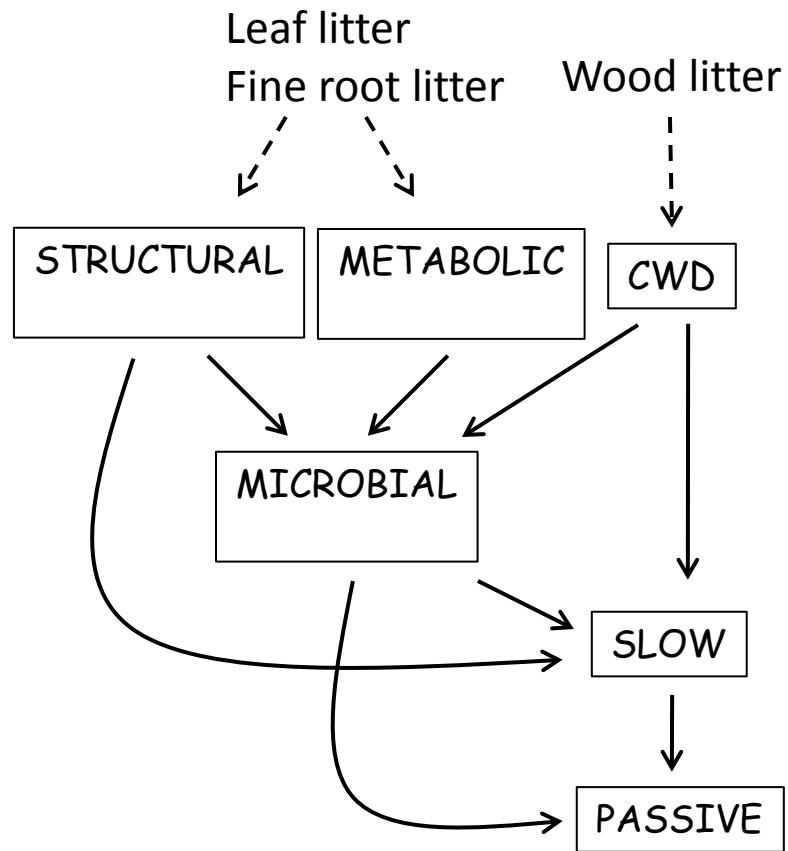 Leaf litter
Fine root litter
Wood litter
STRUCTURAL
METABOLIC
CWD
MICROBIAL
SLOW
PASSIVE